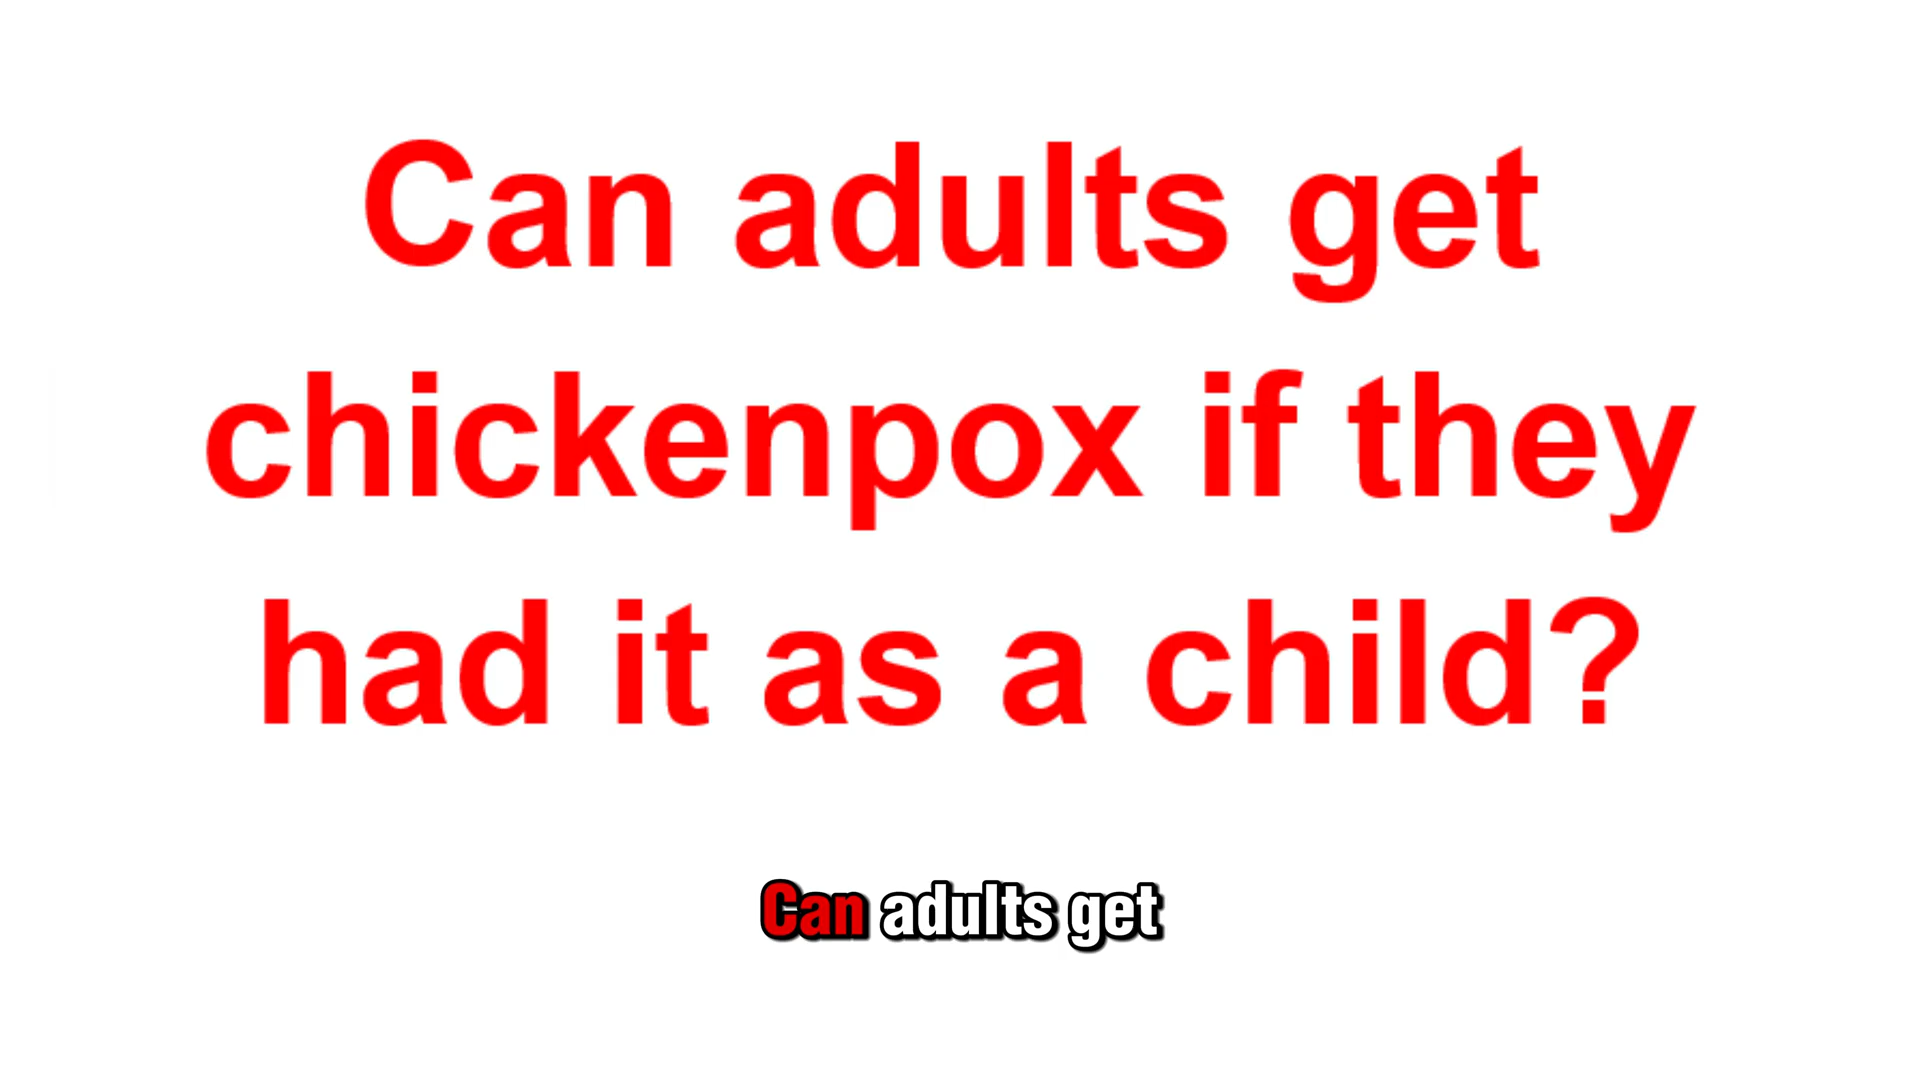 Can adults get
chickenpox if they
had it as a child?
Can adults get